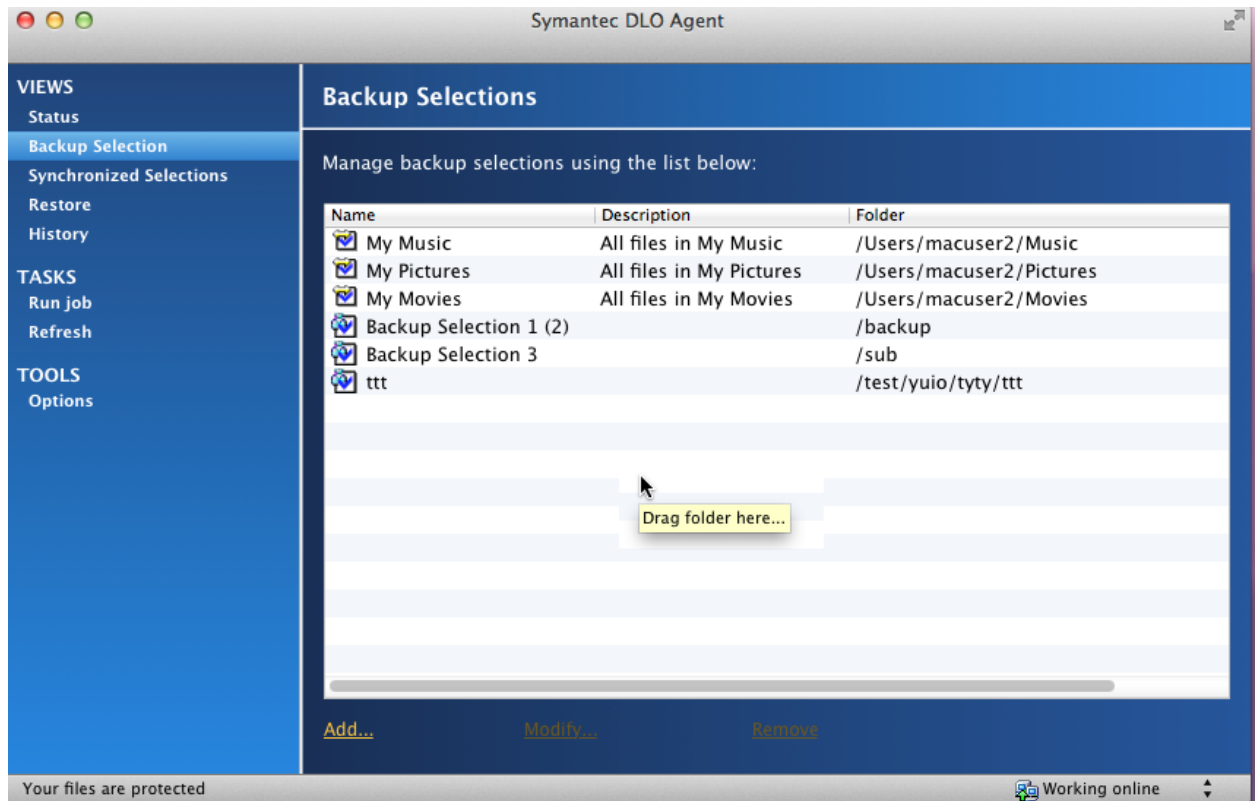 Symantec DLO Agent
VIEWS
Status
Backup Selection
Synchronized Selections
Restore
History
TASKS
Run job
Refresh
TOOLS
Options
Backup Selections
Manage backup selections using the list below:
Name Description Folder
My Music All files in My Music /Users/macuser2/Music
My Pictures All files in My Pictures /Users/macuser2/Pictures
My Movies All files in My Movies /Users/macuser2/Movies
Backup Selection 1 (2) /backup
Backup Selection 3 /sub
ttt /test/yuio/tyty/ttt
Drag folder here...
Add... Modify... Remove
Your files are protected Working online